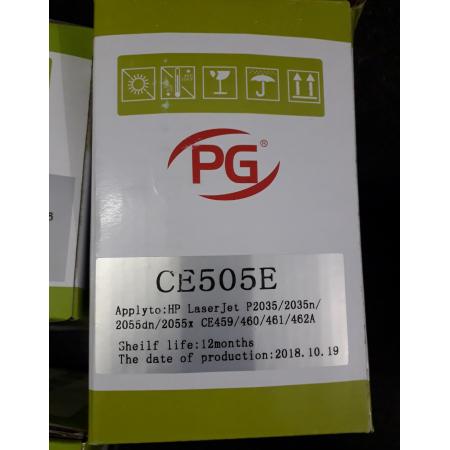 PG®
CE505E
Applyto:HP LaserJet P2035/2035n/
2055dn/2055x CE459/460/461/462A
Sheilf life:12months
The date of production:2018.10.19